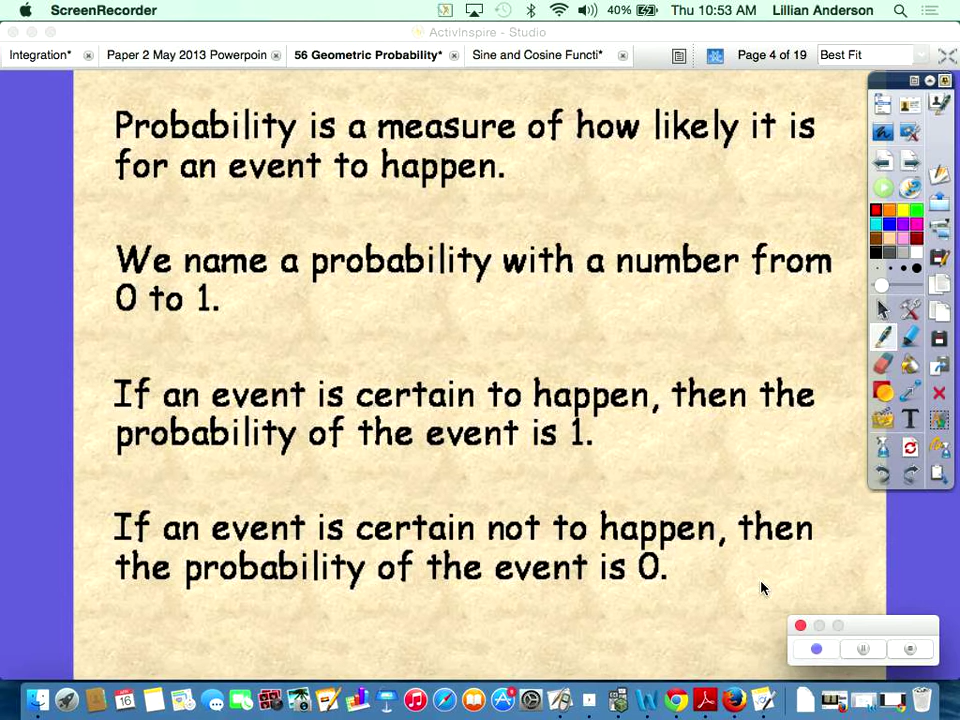 ScreenRecorder
40%
Thu 10:53 AM
Lillian Anderson
ActivInspire - Studio
Integration*
Paper 2 May 2013 Powerpoin
56 Geometric Probability*
Sine and Cosine Functi*
Page 4 of 19
Best Fit
Probability is a measure of how likely it is
for an event to happen.
We name a probability with a number from
0 to 1.
If an event is certain to happen, then the
probability of the event is 1.
If an event is certain not to happen, then
the probability of the event is 0.